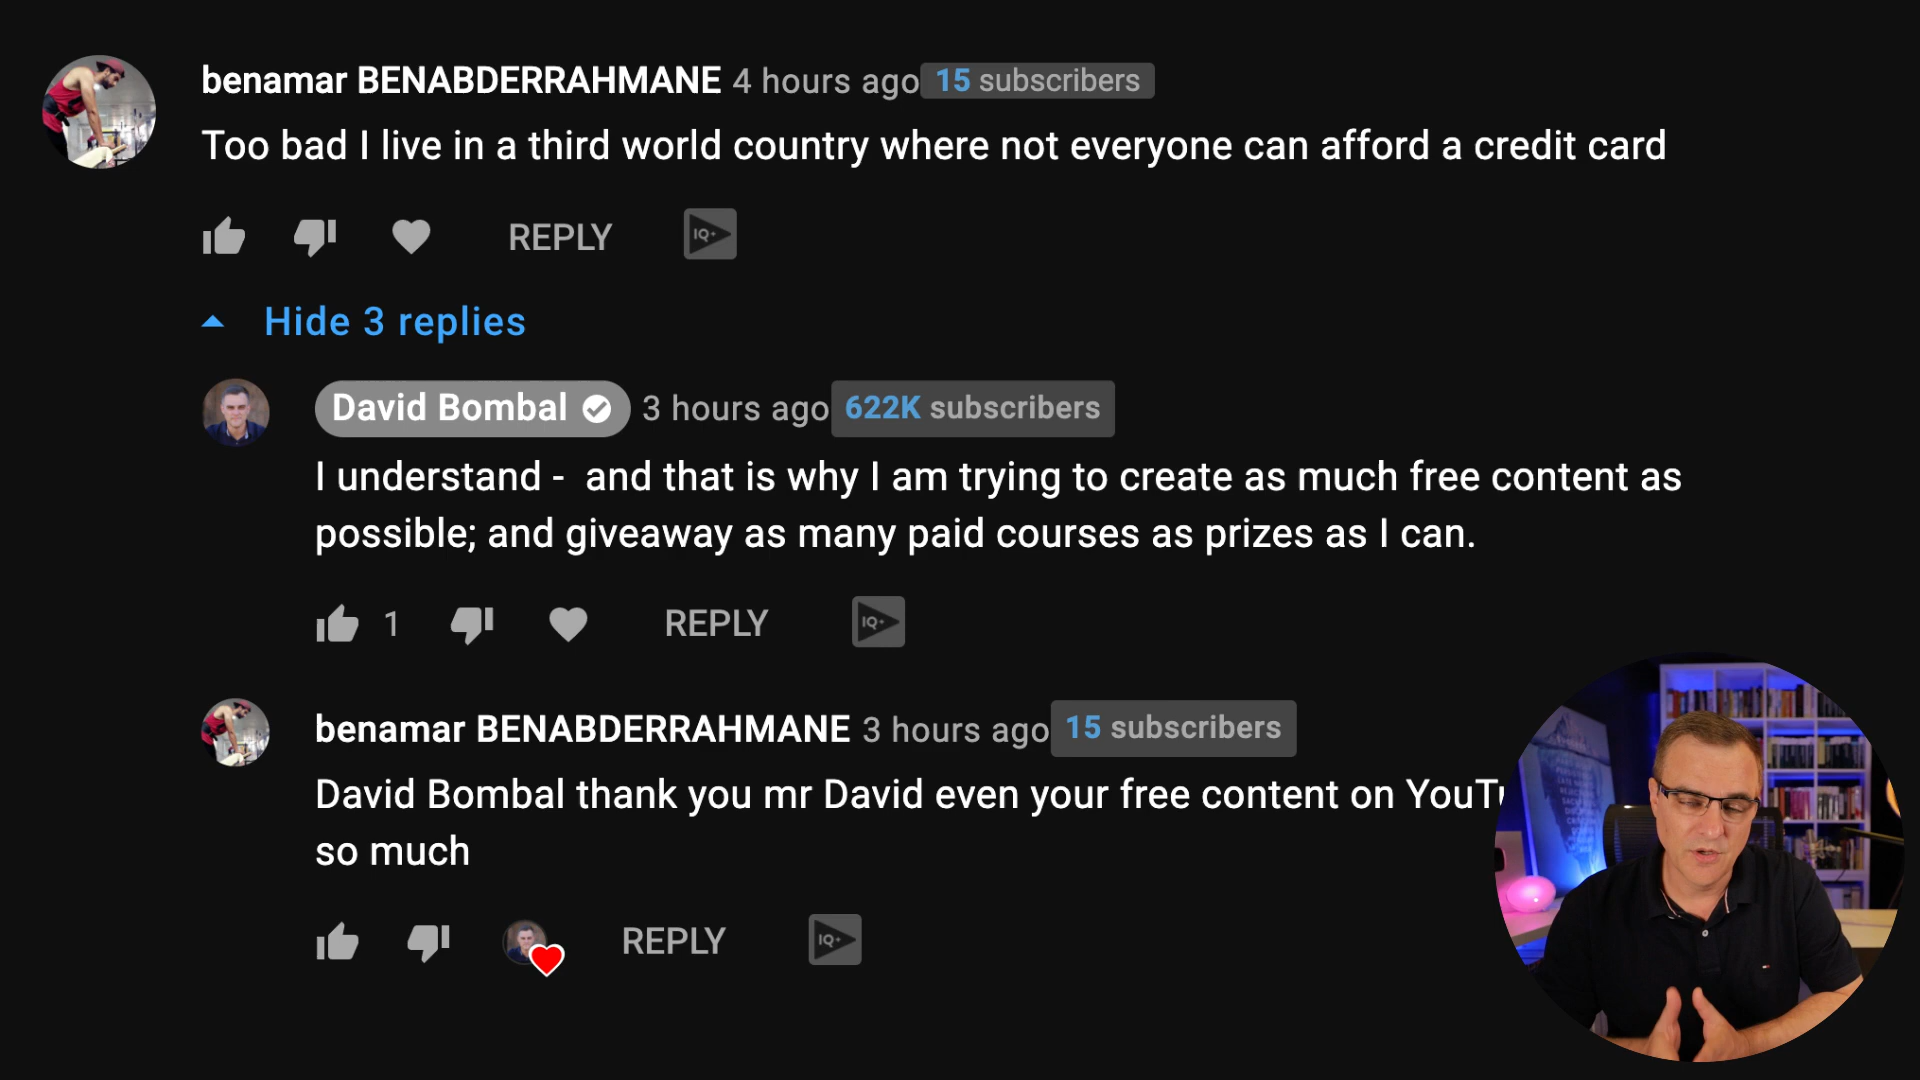 benamar BENABDERRAHMANE 4 hours ago 15 subscribers
Too bad I live in a third world country where not everyone can afford a credit card
REPLY IQ+
Hide 3 replies
David Bombal 3 hours ago 622K subscribers
I understand -  and that is why I am trying to create as much free content as
possible; and giveaway as many paid courses as prizes as I can.
1 REPLY IQ+
benamar BENABDERRAHMANE 3 hours ago 15 subscribers
David Bombal thank you mr David even your free content on
so much
REPLY IQ+